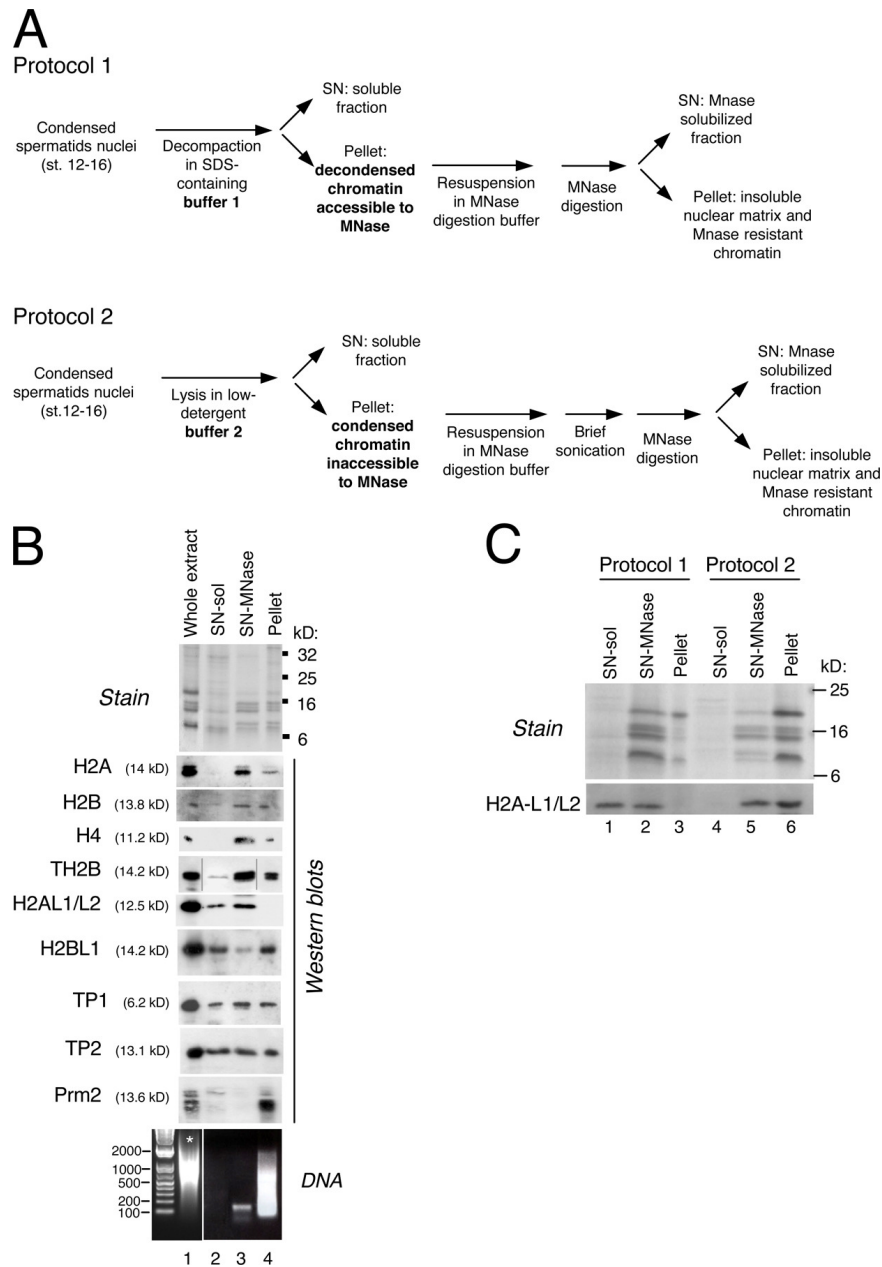 A
Protocol 1
Condensed
spermatids nuclei
(st. 12-16)
Decompaction
in SDS-
containing
buffer 1
SN: soluble
fraction
Pellet:
decondensed
chromatin
accessible to
MNase
Resuspension
in MNase
digestion buffer
MNase
digestion
SN: Mnase
solubilized
fraction
Pellet: insoluble
nuclear matrix and
Mnase resistant
chromatin
Protocol 2
Condensed
spermatids nuclei
(st.12-16)
Lysis in low-
detergent
buffer 2
SN: soluble
fraction
Pellet:
condensed
chromatin
inaccessible
to MNase
Resuspension
in MNase
digestion buffer
Brief
sonication
MNase
digestion
SN: Mnase
solubilized
fraction
Pellet: insoluble
nuclear matrix and
Mnase resistant
chromatin
B
Whole extract
SN-sol
SN-MNase
Pellet
kD:
32
25
16
6
Stain
H2A (14 kD)
H2B (13.8 kD)
H4 (11.2 kD)
TH2B (14.2 kD)
H2AL1/L2 (12.5 kD)
H2BL1 (14.2 kD)
TP1 (6.2 kD)
TP2 (13.1 kD)
Prm2 (13.6 kD)
Western blots
*
2000
1000
500
200
100
DNA
1 2 3 4
C
Protocol 1 Protocol 2
SN-sol
SN-MNase
Pellet
SN-sol
SN-MNase
Pellet
kD:
25
16
6
Stain
H2A-L1/L2
1 2 3 4 5 6